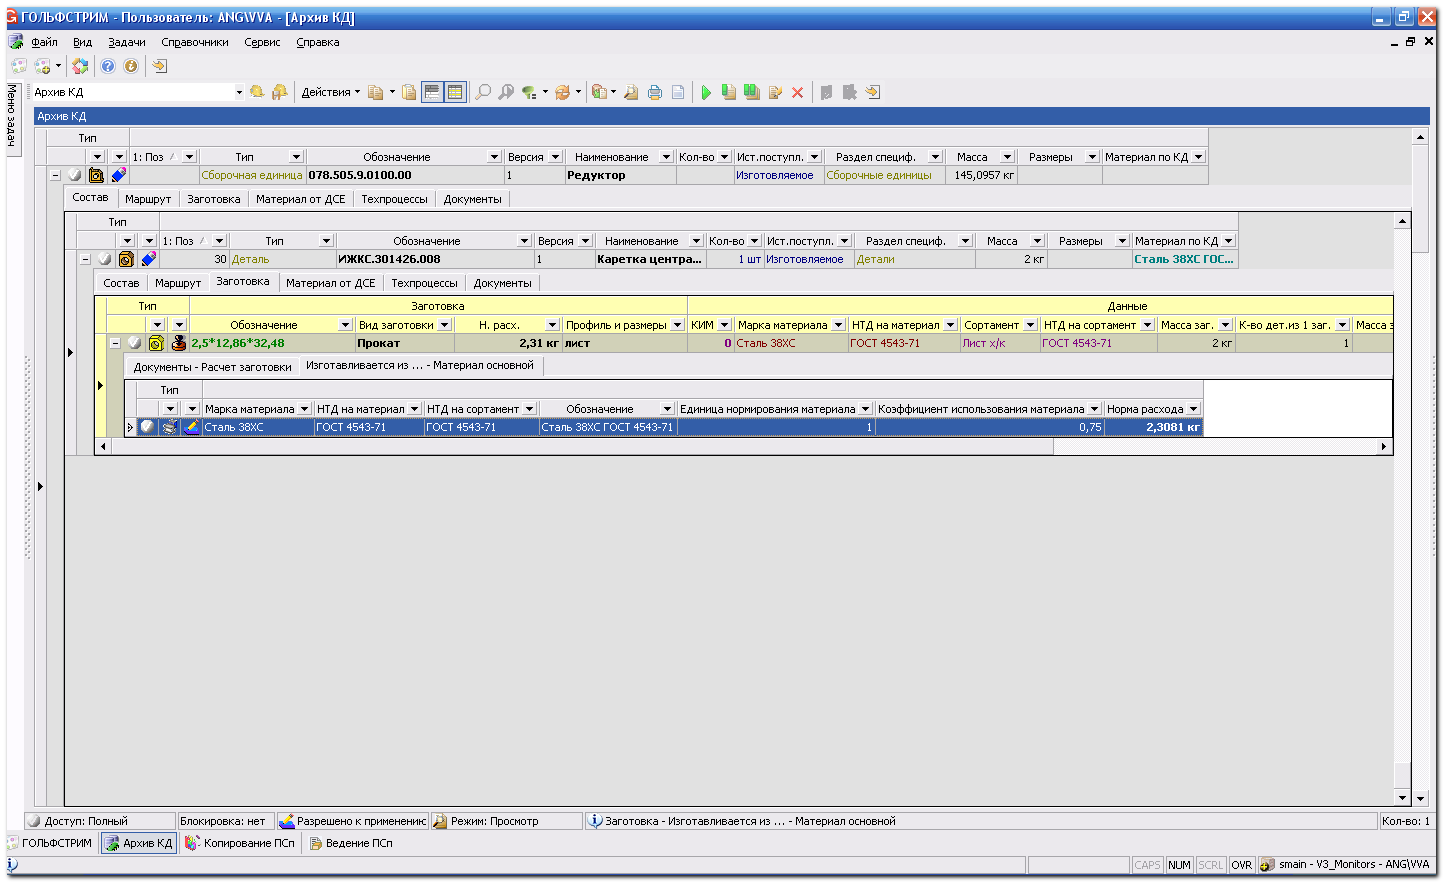 ГОЛЬФСТРИМ - Пользователь: ANG\VVA - [Архив КД]
Файл Вид Задачи Справочники Сервис Справка
Меню задач
Архив КД Действия
Архив КД
Тип
1: Поз Тип Обозначение Версия Наименование Кол-во Ист.поступл. Раздел специф. Масса Размеры Материал по КД
Сборочная единица 078.505.9.0100.00 1 Редуктор Изготовляемое Сборочные единицы 145,0957 кг
Состав Маршрут Заготовка Материал от ДСЕ Техпроцессы Документы
Тип
1: Поз Тип Обозначение Версия Наименование Кол-во Ист.поступл. Раздел специф. Масса Размеры Материал по КД
30 Деталь ИЖКС.301426.008 1 Каретка центра... 1 шт Изготовляемое Детали 2 кг Сталь 38ХС ГОС...
Состав Маршрут Заготовка Материал от ДСЕ Техпроцессы Документы
Тип Заготовка Данные
Обозначение Вид заготовки Н. расх. Профиль и размеры КИМ Марка материала НТД на материал Сортамент НТД на сортамент Масса заг. К-во дет.из 1 заг. Масса з
2,5*12,86*32,48 Прокат 2,31 кг лист 0 Сталь 38ХС ГОСТ 4543-71 Лист х/к ГОСТ 4543-71 2 кг 1
Документы - Расчет заготовки Изготавливается из ... - Материал основной
Тип
Марка материала НТД на материал НТД на сортамент Обозначение Единица нормирования материала Коэффициент использования материала Норма расхода
Сталь 38ХС ГОСТ 4543-71 ГОСТ 4543-71 Сталь 38ХС ГОСТ 4543-71 1 0,75 2,3081 кг
Доступ: Полный Блокировка: нет Разрешено к применению Режим: Просмотр Заготовка - Изготавливается из ... - Материал основной Кол-во: 1
ГОЛЬФСТРИМ Архив КД Копирование ПСп Ведение ПСп
CAPS NUM SCRL OVR smain - V3_Monitors - ANG\VVA